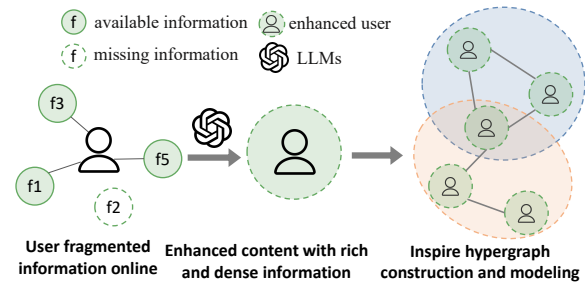 f available information
enhanced user
f missing information
LLMs
f3
f5
f1
f2
User fragmented
information online
Enhanced content with rich
and dense information
Inspire hypergraph
construction and modeling